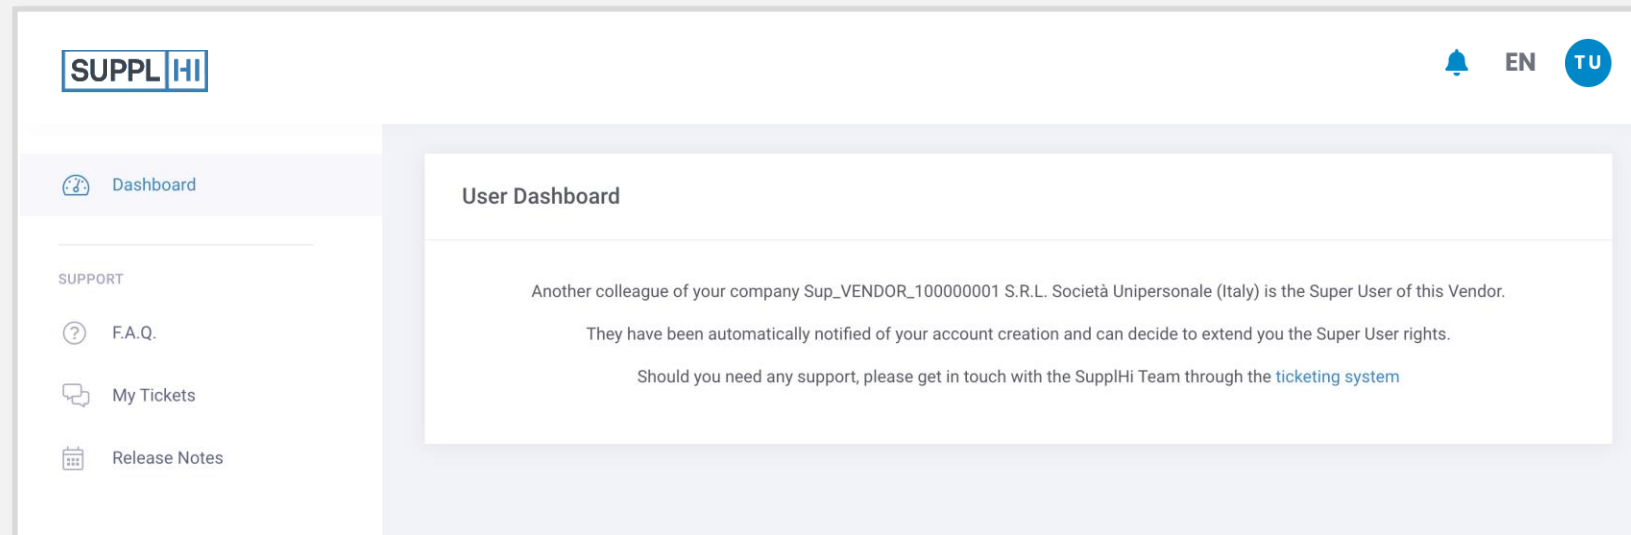 SUPPLHI
EN
TU
Dashboard
SUPPORT
F.A.Q.
My Tickets
Release Notes
User Dashboard
Another colleague of your company Sup_VENDOR_100000001 S.R.L. Società Unipersonale (Italy) is the Super User of this Vendor.
They have been automatically notified of your account creation and can decide to extend you the Super User rights.
Should you need any support, please get in touch with the SupplHi Team through the ticketing system